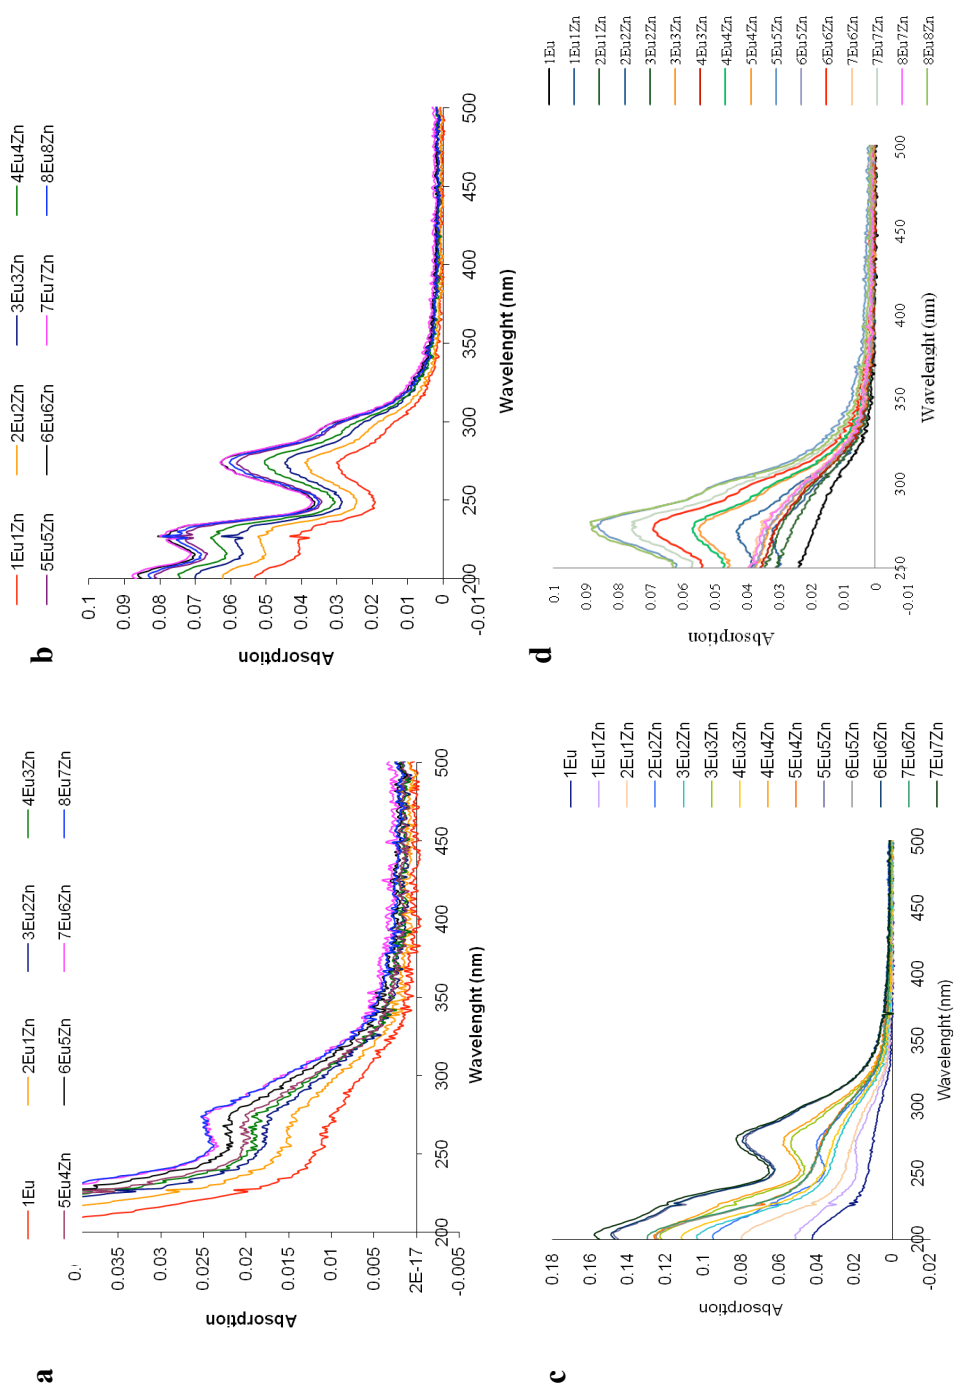 a
1Eu 2Eu1Zn 3Eu2Zn 4Eu3Zn
5Eu4Zn 6Eu5Zn 7Eu6Zn 8Eu7Zn
0.035
0.03
0.025
0.02
0.015
0.01
0.005
2E-17
-0.005
Absorption
200 250 300 350 400 450 500
Wavelenght (nm)
b
1Eu1Zn 2Eu2Zn 3Eu3Zn 4Eu4Zn
5Eu5Zn 6Eu6Zn 7Eu7Zn 8Eu8Zn
0.1
0.09
0.08
0.07
0.06
0.05
0.04
0.03
0.02
0.01
0
-0.01
Absorption
200 250 300 350 400 450 500
Wavelenght (nm)
c
0.18
0.16
0.14
0.12
0.1
0.08
0.06
0.04
0.02
0
-0.02
Absorption
200 250 300 350 400 450 500
Wavelenght (nm)
1Eu
1Eu1Zn
2Eu1Zn
2Eu2Zn
3Eu2Zn
3Eu3Zn
4Eu3Zn
4Eu4Zn
5Eu4Zn
5Eu5Zn
6Eu5Zn
6Eu6Zn
7Eu6Zn
7Eu7Zn
d
0.1
0.09
0.08
0.07
0.06
0.05
0.04
0.03
0.02
0.01
0
-0.01
Absorption
250 300 350 400 450 500
Wavelenght (nm)
1Eu
1Eu1Zn
2Eu1Zn
2Eu2Zn
3Eu2Zn
3Eu3Zn
4Eu3Zn
4Eu4Zn
5Eu4Zn
5Eu5Zn
6Eu5Zn
6Eu6Zn
7Eu6Zn
7Eu7Zn
8Eu7Zn
8Eu8Zn